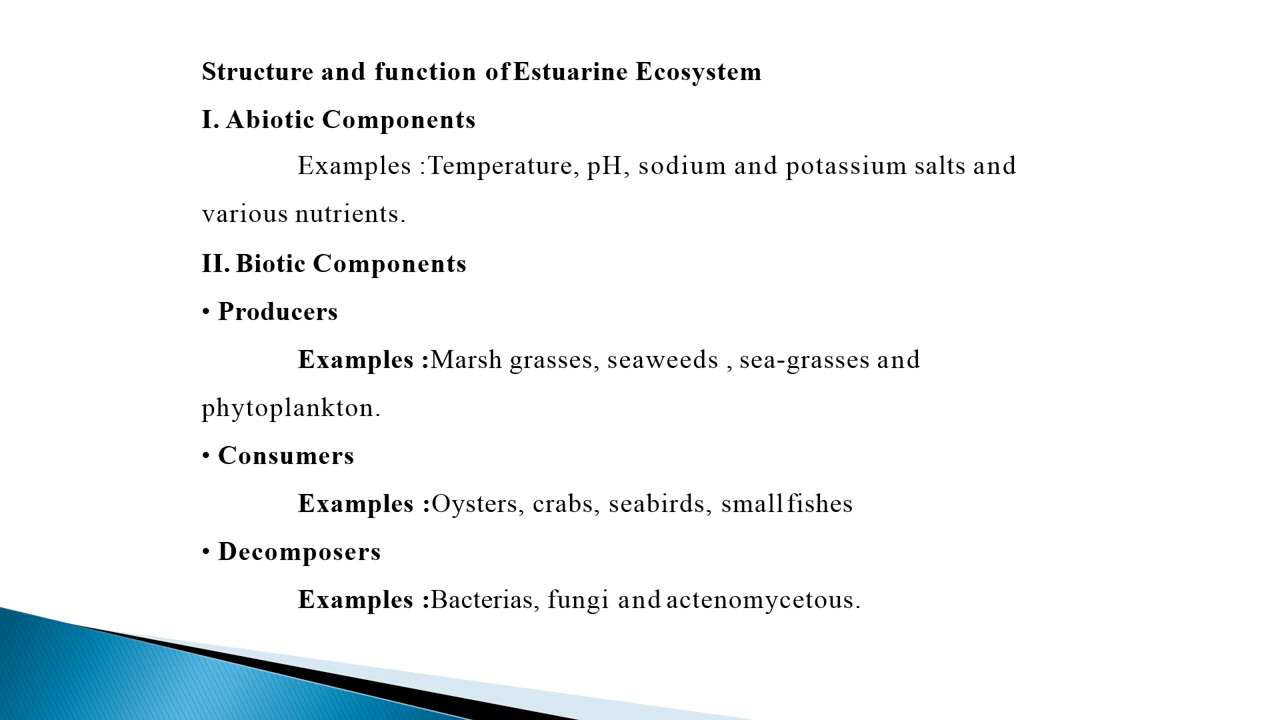 Structure and function of Estuarine Ecosystem
I. Abiotic Components
Examples :Temperature, pH, sodium and potassium salts and
various nutrients.
II. Biotic Components
• Producers
Examples :Marsh grasses, seaweeds , sea-grasses and
phytoplankton.
• Consumers
Examples :Oysters, crabs, seabirds, small fishes
• Decomposers
Examples :Bacterias, fungi and actenomycetous.